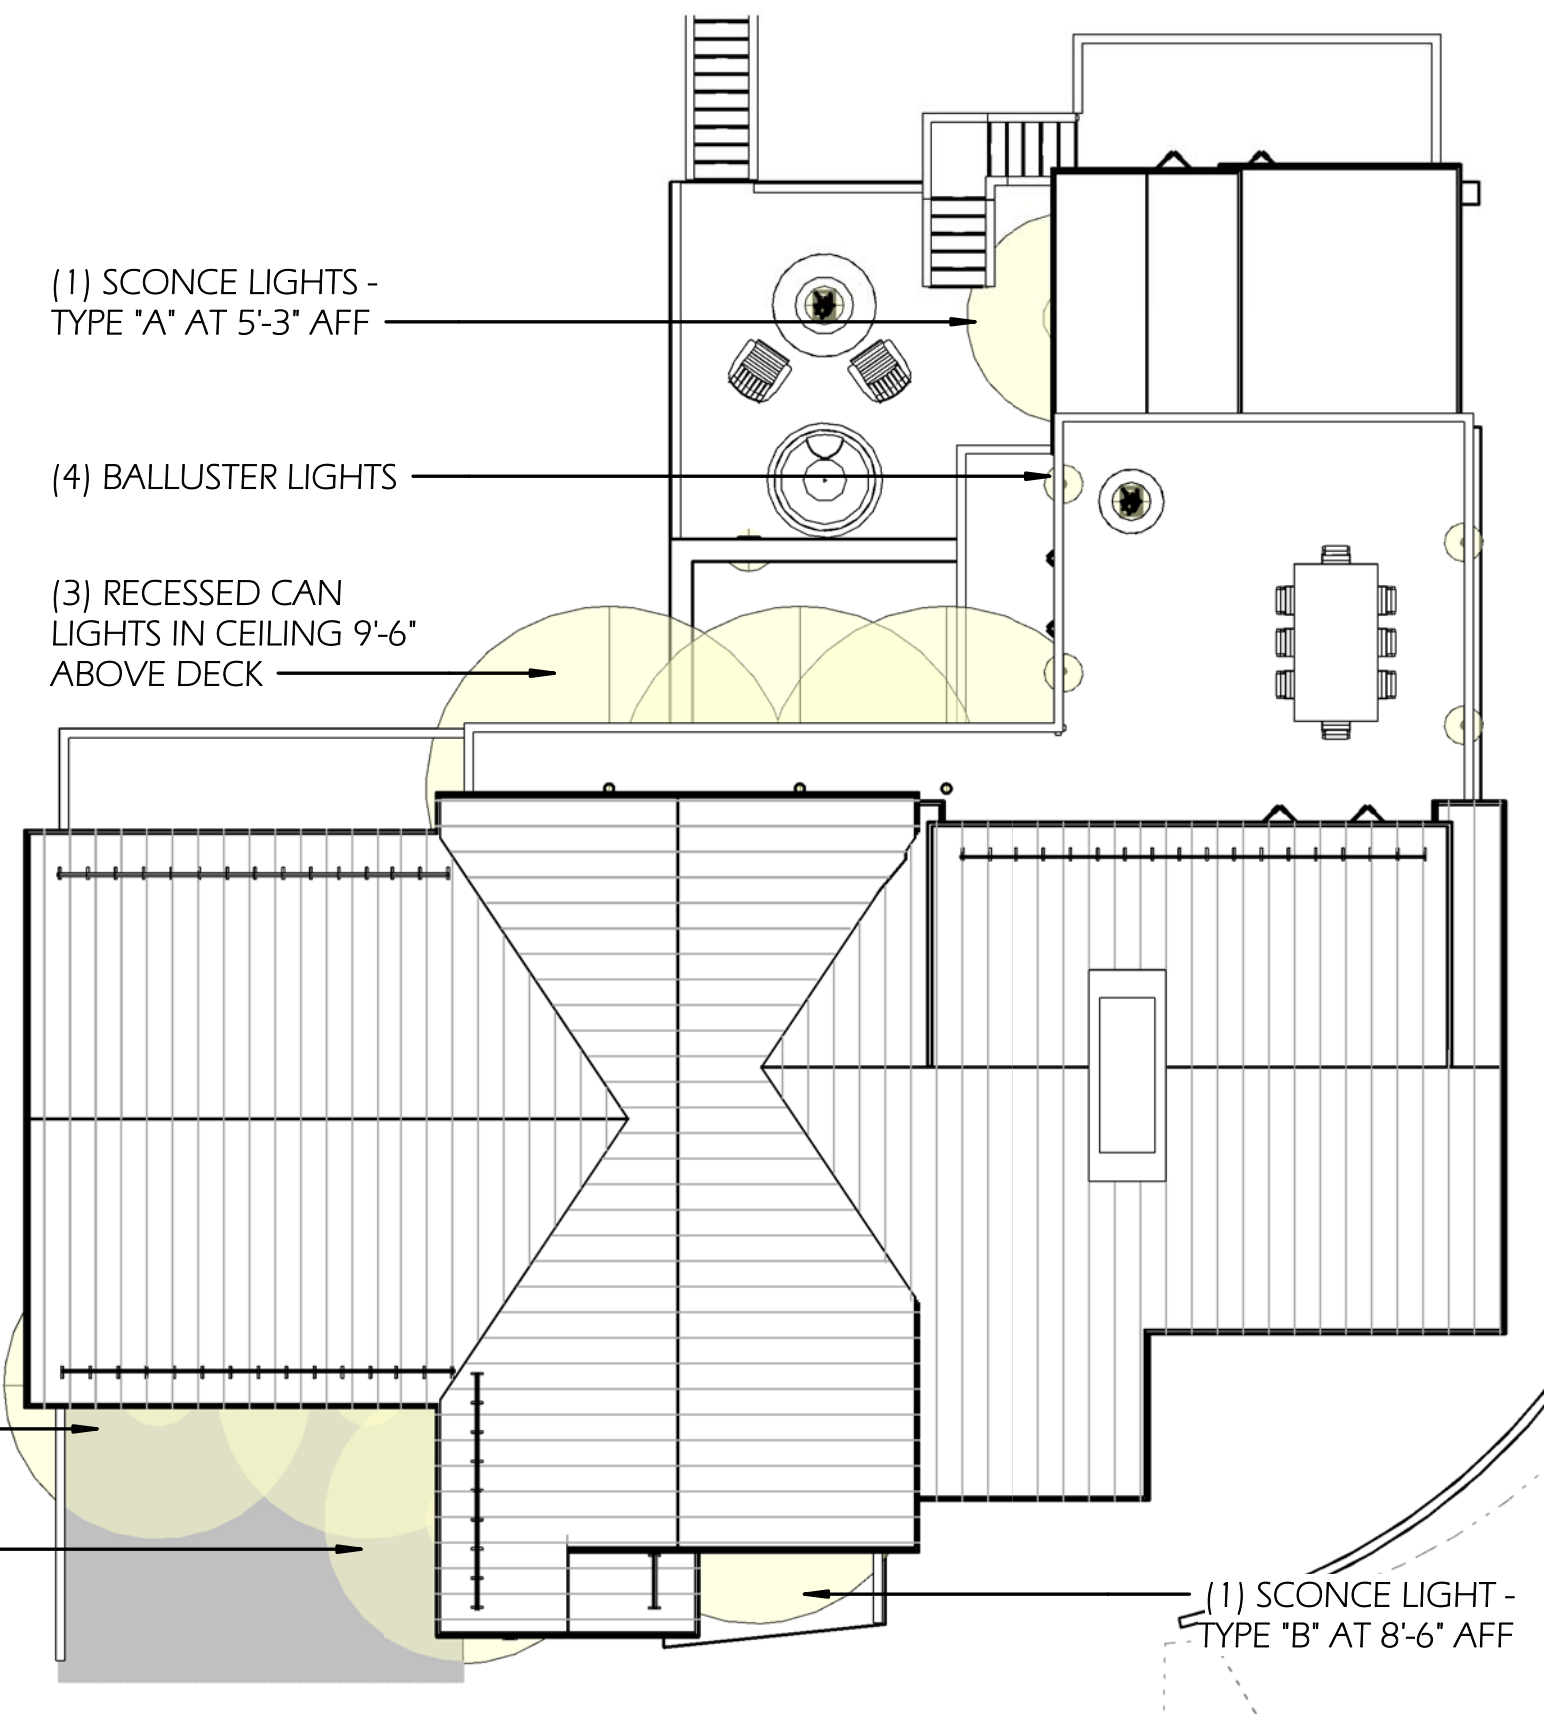 (1) SCONCE LIGHTS -
TYPE "A" AT 5'-3" AFF
(4) BALLUSTER LIGHTS
(3) RECESSED CAN
LIGHTS IN CEILING 9'-6"
ABOVE DECK
(1) SCONCE LIGHT -
TYPE "B" AT 8'-6" AFF